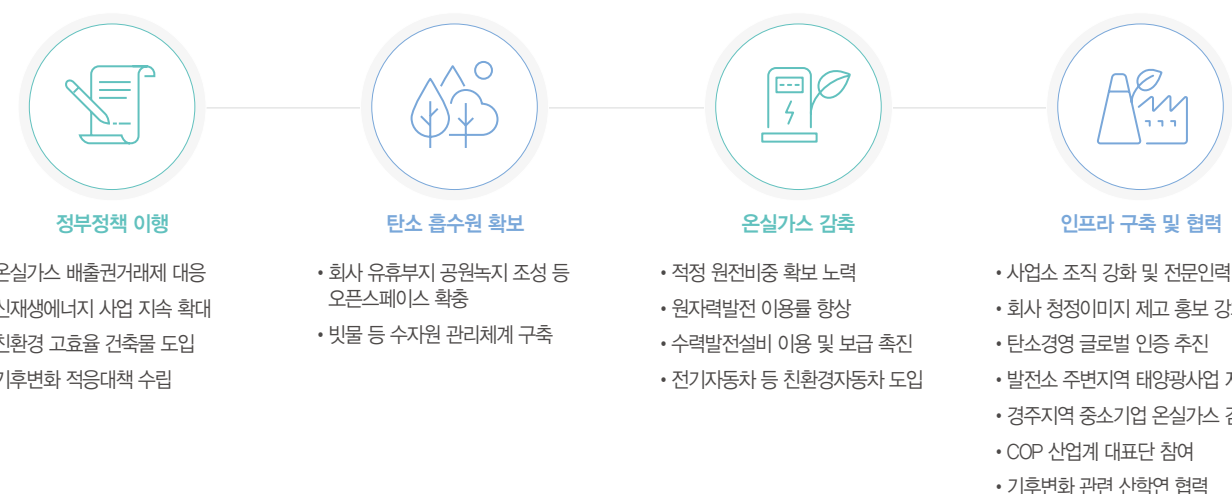 정부정책 이행
온실가스 배출권거래제 대응
신재생에너지 사업 지속 확대
친환경 고효율 건축물 도입
기후변화 적응대책 수립
탄소 흡수원 확보
• 회사 유휴부지 공원녹지 조성 등
오픈스페이스 확충
• 빗물 등 수자원 관리체계 구축
온실가스 감축
• 적정 원전비중 확보 노력
• 원자력발전 이용률 향상
• 수력발전설비 이용 및 보급 촉진
• 전기자동차 등 친환경자동차 도입
인프라 구축 및 협력
• 사업소 조직 강화 및 전문인력
• 회사 청정이미지 제고 홍보
• 탄소경영 글로벌 인증 추진
• 발전소 주변지역 태양광사업
• 경주지역 중소기업 온실가스
• COP 산업계 대표단 참여
• 기후변화 관련 산학연 협력